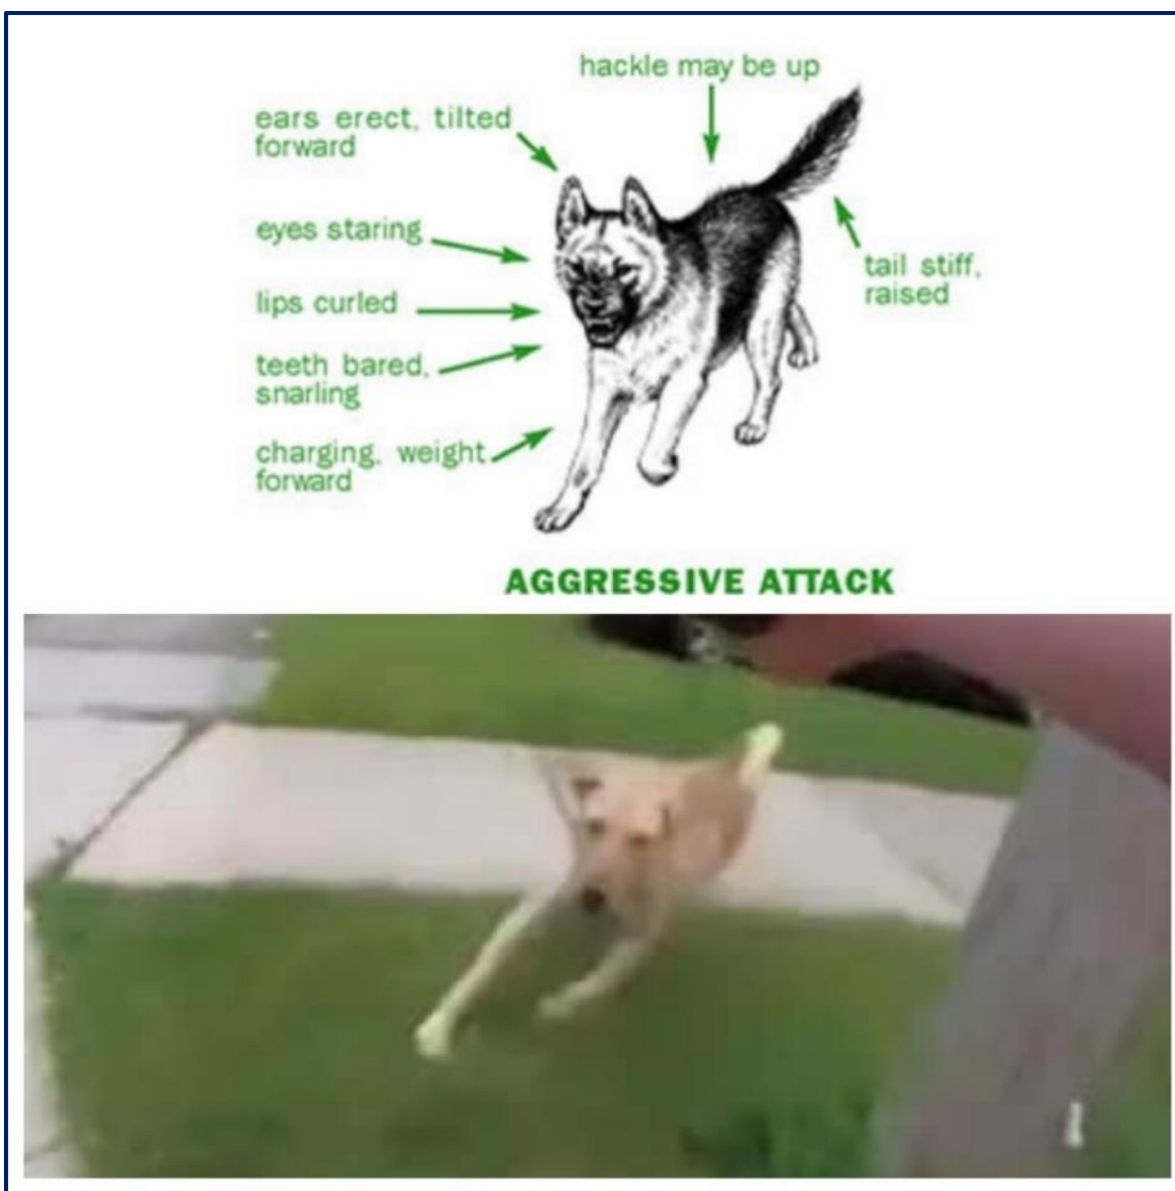 hackle may be up
ears erect, tilted
forward
eyes staring
lips curled
tail stiff,
raised
teeth bared,
snarling
charging, weight
forward
AGGRESSIVE ATTACK